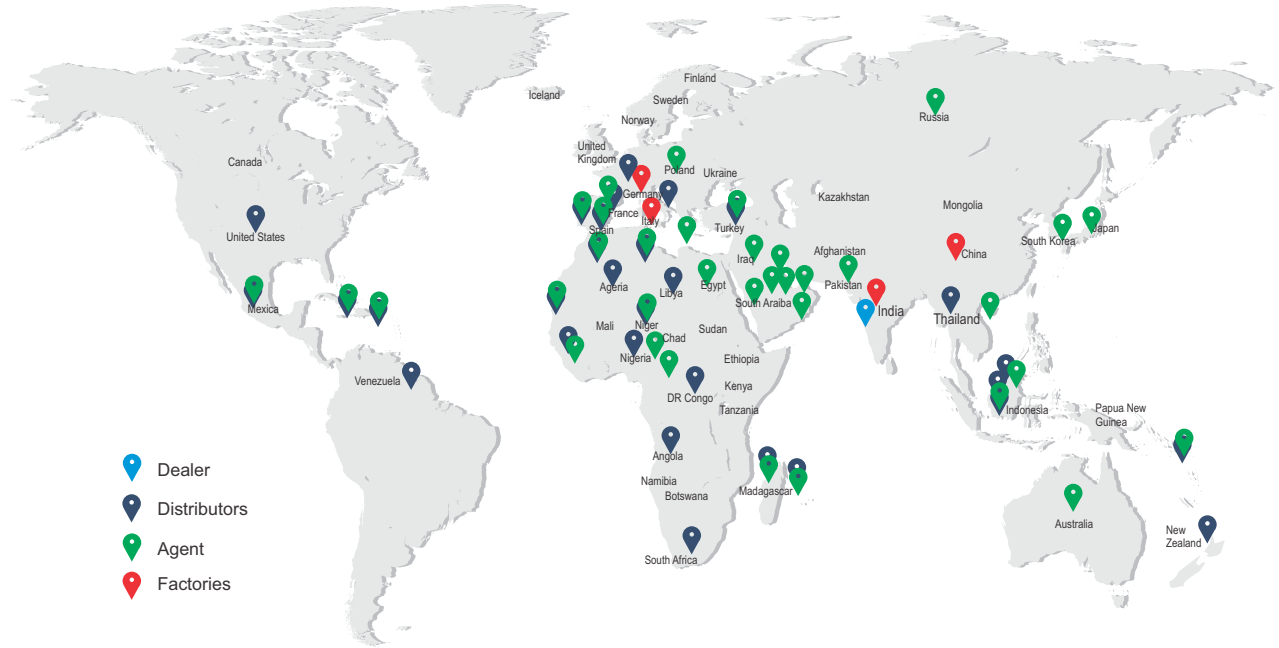 Finland
Iceland
Sweden
Norway
Russia
United
Kingdom
Canada
Poland
Ukraine
Germany
Kazakhstan
Mongolia
France
Italy
Spain
Turkey
United States
South Korea
Japan
Iraq
Afghanistan
China
Pakistan
Ageria
Libya
Egypt
South Araiba
Mexica
India
Thailand
Mali
Niger
Chad
Sudan
Nigeria
Ethiopia
Venezuela
Kenya
DR Congo
Tanzania
Indonesia
Papua New
Guinea
Angola
Namibia
Botswana
Madagascar
Australia
New
Zealand
South Africa
Dealer
Distributors
Agent
Factories